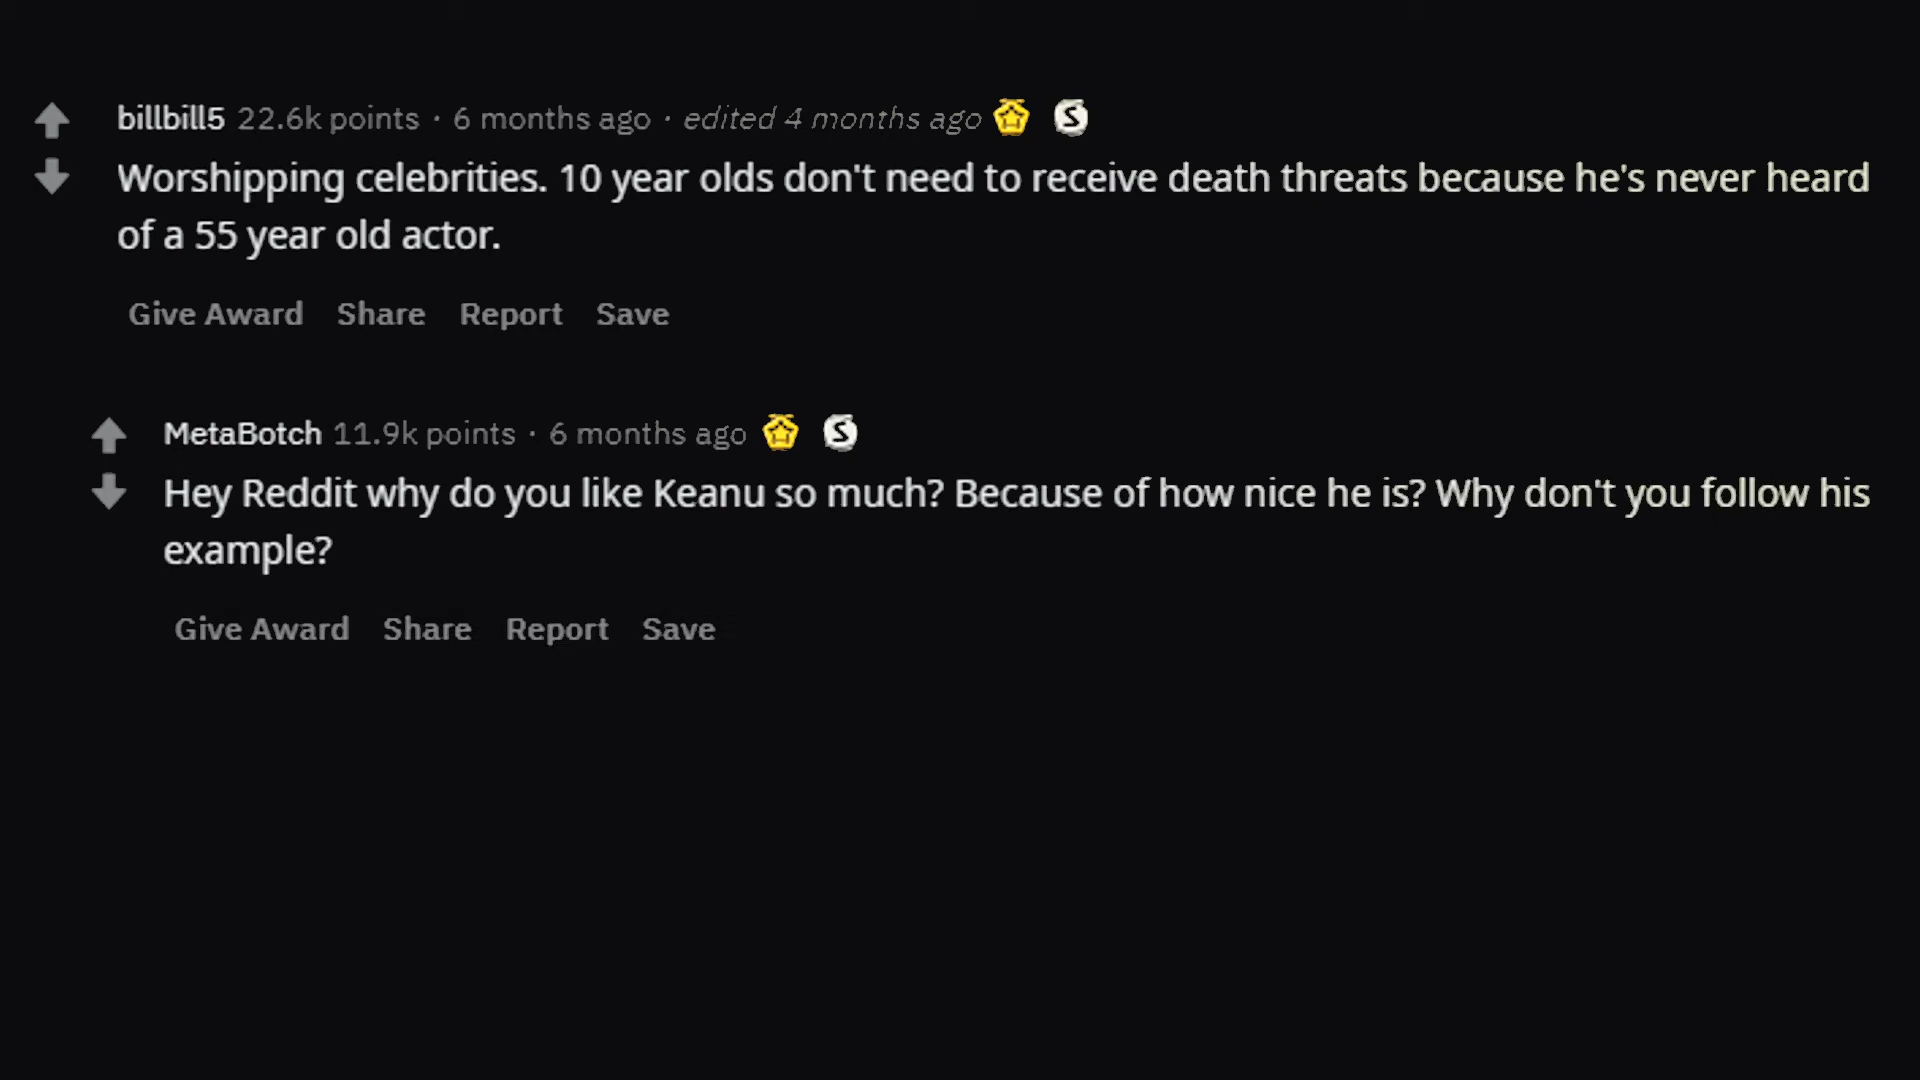 billbill5 22.6k points · 6 months ago · edited 4 months ago S
Worshipping celebrities. 10 year olds don't need to receive death threats because he's never heard
of a 55 year old actor.
Give Award Share Report Save
MetaBotch 11.9k points · 6 months ago S
Hey Reddit why do you like Keanu so much? Because of how nice he is? Why don't you follow his
example?
Give Award Share Report Save